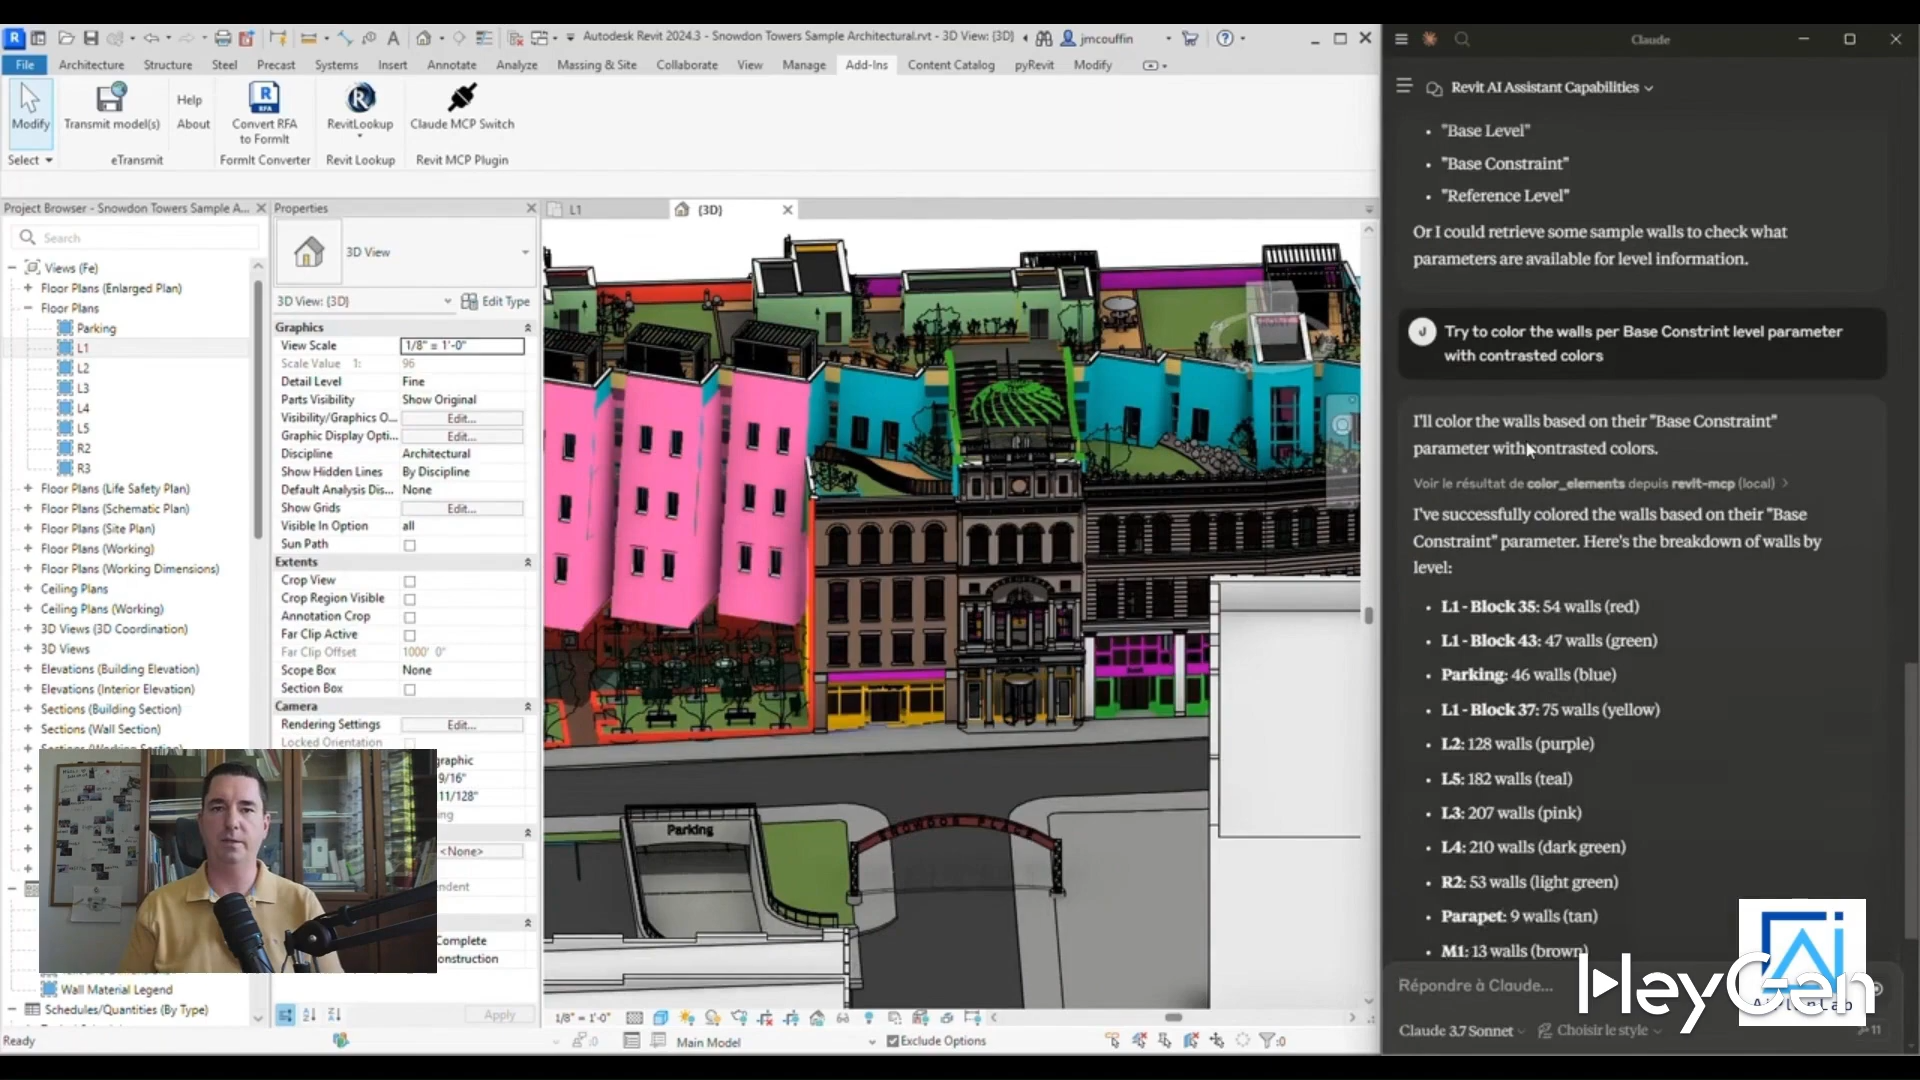 Autodesk Revit 2024.3 - Snowdon Towers Sample Architectural.rvt - 3D View: {3D}
jmcouffin
File Architecture Structure Steel Precast Systems Insert Annotate Analyze Massing & Site Collaborate View Manage Add-Ins Content Catalog pyRevit Modify
Modify
Transmit model(s)
Help
About
Convert RFA
to FormIt
RevitLookup
Claude MCP Switch
Select
eTransmit
FormIt Converter
Revit Lookup
Revit MCP Plugin
Project Browser - Snowdon Towers Sample A...
Search
Views (Fe)
Floor Plans (Enlarged Plan)
Floor Plans
Parking
L1
L2
L3
L4
L5
R2
R3
Floor Plans (Life Safety Plan)
Floor Plans (Schematic Plan)
Floor Plans (Site Plan)
Floor Plans (Working)
Floor Plans (Working Dimensions)
Ceiling Plans
Ceiling Plans (Working)
3D Views (3D Coordination)
3D Views
Elevations (Building Elevation)
Elevations (Interior Elevation)
Sections (Building Section)
Sections (Wall Section)
Wall Material Legend
Schedules/Quantities (By Type)
Ready
Properties
3D View
3D View: {3D}
Edit Type
Graphics
View Scale 1/8" = 1'-0"
Scale Value 1: 96
Detail Level Fine
Parts Visibility Show Original
Visibility/Graphics O... Edit...
Graphic Display Opti... Edit...
Discipline Architectural
Show Hidden Lines By Discipline
Default Analysis Dis... None
Show Grids Edit...
Visible In Option all
Sun Path
Extents
Crop View
Crop Region Visible
Annotation Crop
Far Clip Active
Far Clip Offset 1000' 0"
Scope Box None
Section Box
Camera
Rendering Settings Edit...
Locked Orientation
graphic
9/16"
11/128"
ng
<None>
endent
Complete
onstruction
Apply
L1
{3D}
Parking
SNOWDON PLACE
1/8" = 1'-0"
:0
Main Model
Exclude Options
:0
Claude
Revit AI Assistant Capabilities
• "Base Level"
• "Base Constraint"
• "Reference Level"
Or I could retrieve some sample walls to check what
parameters are available for level information.
J
Try to color the walls per Base Constrint level parameter
with contrasted colors
I'll color the walls based on their "Base Constraint"
parameter with contrasted colors.
Voir le résultat de color_elements depuis revit-mcp (local)
I've successfully colored the walls based on their "Base
Constraint" parameter. Here's the breakdown of walls by
level:
• L1 - Block 35: 54 walls (red)
• L1 - Block 43: 47 walls (green)
• Parking: 46 walls (blue)
• L1 - Block 37: 75 walls (yellow)
• L2: 128 walls (purple)
• L5: 182 walls (teal)
• L3: 207 walls (pink)
• L4: 210 walls (dark green)
• R2: 53 walls (light green)
• Parapet: 9 walls (tan)
• M1: 13 walls (brown)
Répondre à Claude...
HeyGen
Claude 3.7 Sonnet
Choisir le style
11